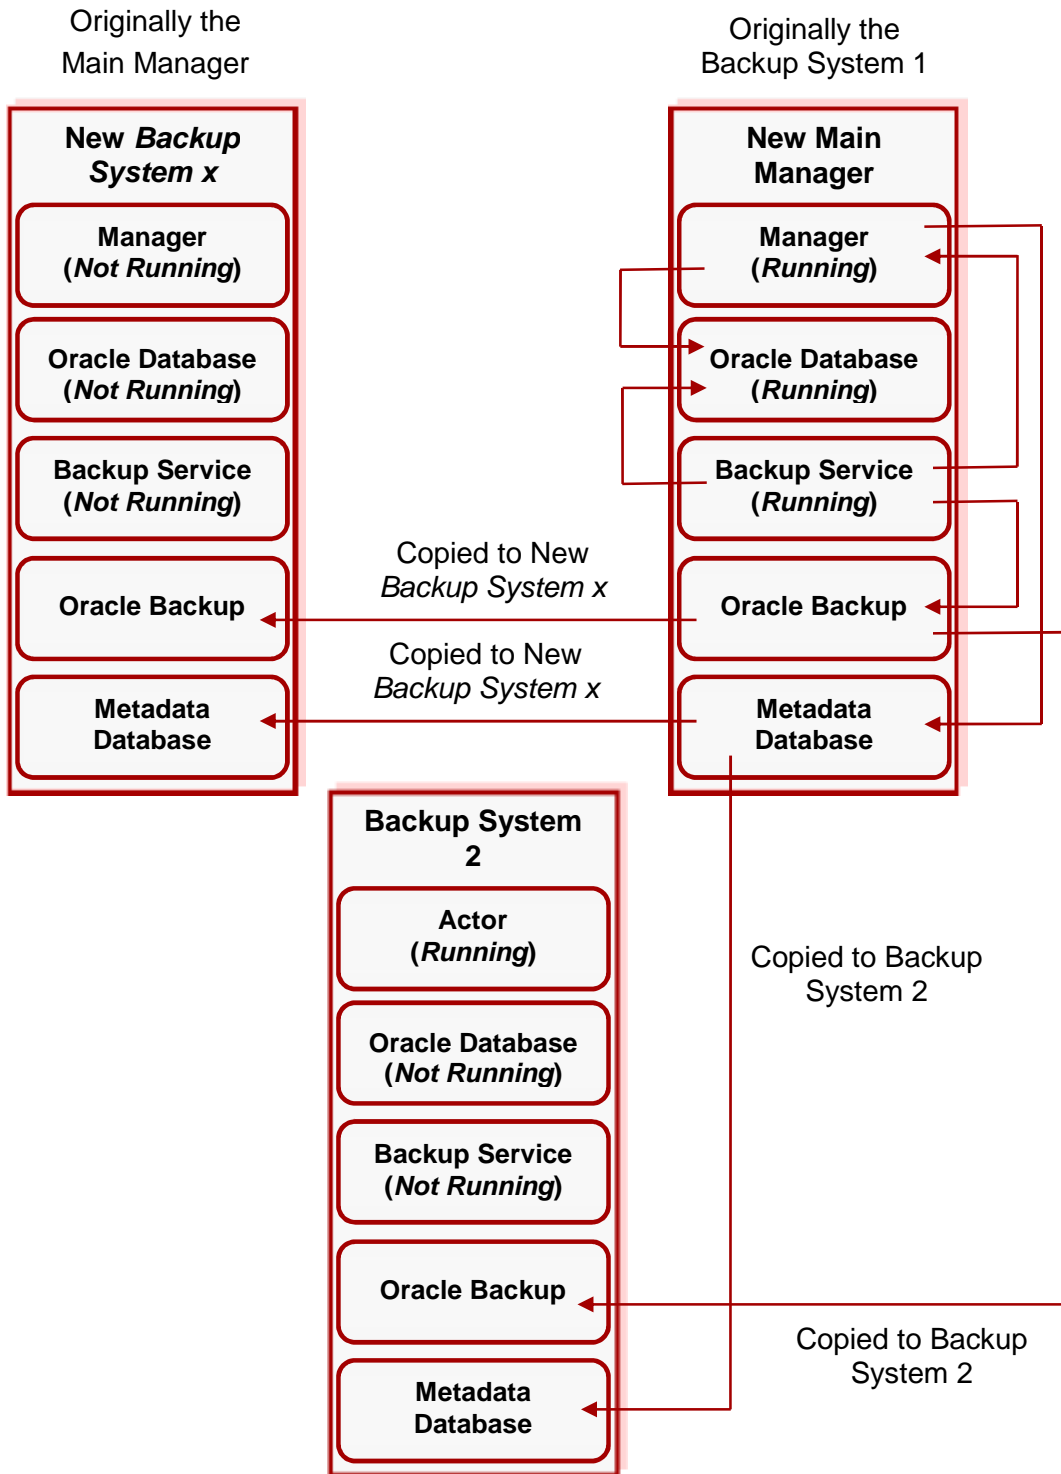 Originally the
Main Manager
Originally the
Backup System 1
New Backup
System x
Manager
(Not Running)
Oracle Database
(Not Running)
Backup Service
(Not Running)
Oracle Backup
Metadata
Database
New Main
Manager
Manager
(Running)
Oracle Database
(Running)
Backup Service
(Running)
Oracle Backup
Metadata
Database
Copied to New
Backup System x
Copied to New
Backup System x
Backup System
2
Actor
(Running)
Oracle Database
(Not Running)
Backup Service
(Not Running)
Oracle Backup
Metadata
Database
Copied to Backup
System 2
Copied to Backup
System 2